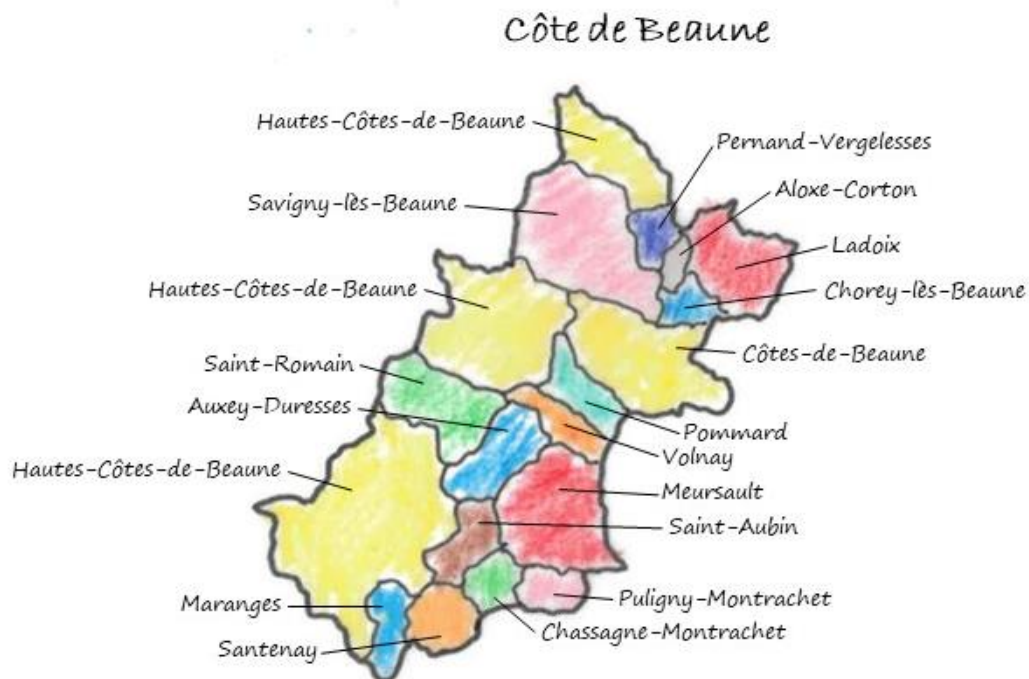 Côte de Beaune
Hautes-Côtes-de-Beaune
Pernand-Vergelesses
Aloxe-Corton
Savigny-lès-Beaune
Ladoix
Hautes-Côtes-de-Beaune
Chorey-lès-Beaune
Saint-Romain
Côtes-de-Beaune
Auxey-Duresses
Pommard
Volnay
Hautes-Côtes-de-Beaune
Meursault
Saint-Aubin
Maranges
Puligny-Montrachet
Chassagne-Montrachet
Santenay